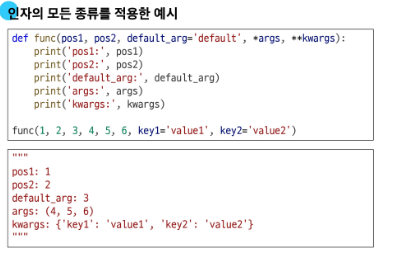 인자의 모든 종류를 적용한 예시
def func(pos1, pos2, default_arg='default', *args, **kwargs):
    print('pos1:', pos1)
    print('pos2:', pos2)
    print('default_arg:', default_arg)
    print('args:', args)
    print('kwargs:', kwargs)
func(1, 2, 3, 4, 5, 6, key1='value1', key2='value2')
"""
pos1: 1
pos2: 2
default_arg: 3
args: (4, 5, 6)
kwargs: {'key1': 'value1', 'key2': 'value2'}
"""